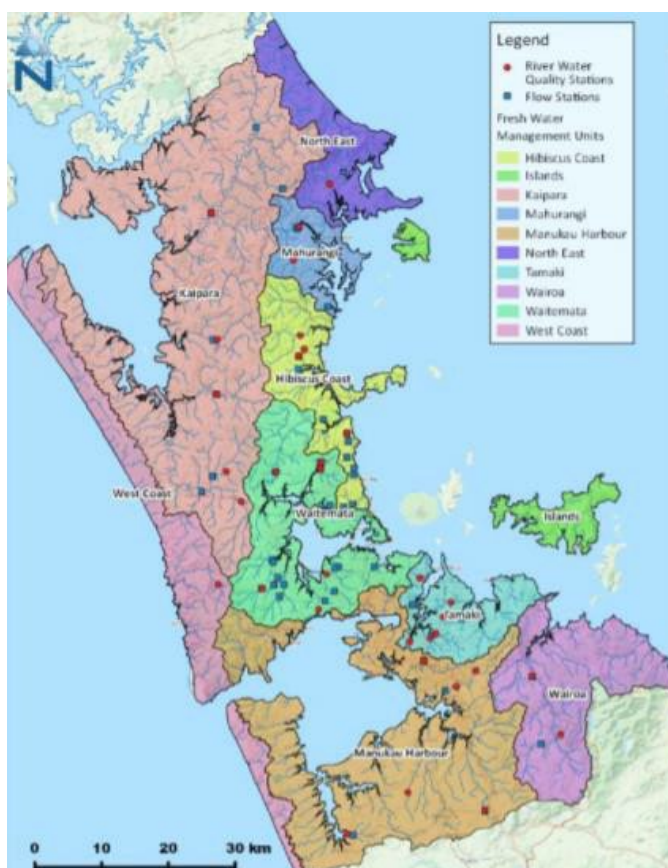 N
Legend
River Water
Quality Stations
Flow Stations
Fresh Water
Management Units
Hibiscus Coast
Islands
Kaipara
Mahurangi
Manukau Harbour
North East
Tamaki
Wairoa
Waitemata
West Coast
North East
Mahurangi
Kaipara
Hibiscus Coast
West Coast
Waitemata
Islands
Tamaki
Wairoa
Manukau Harbour
0 10 20 30 km